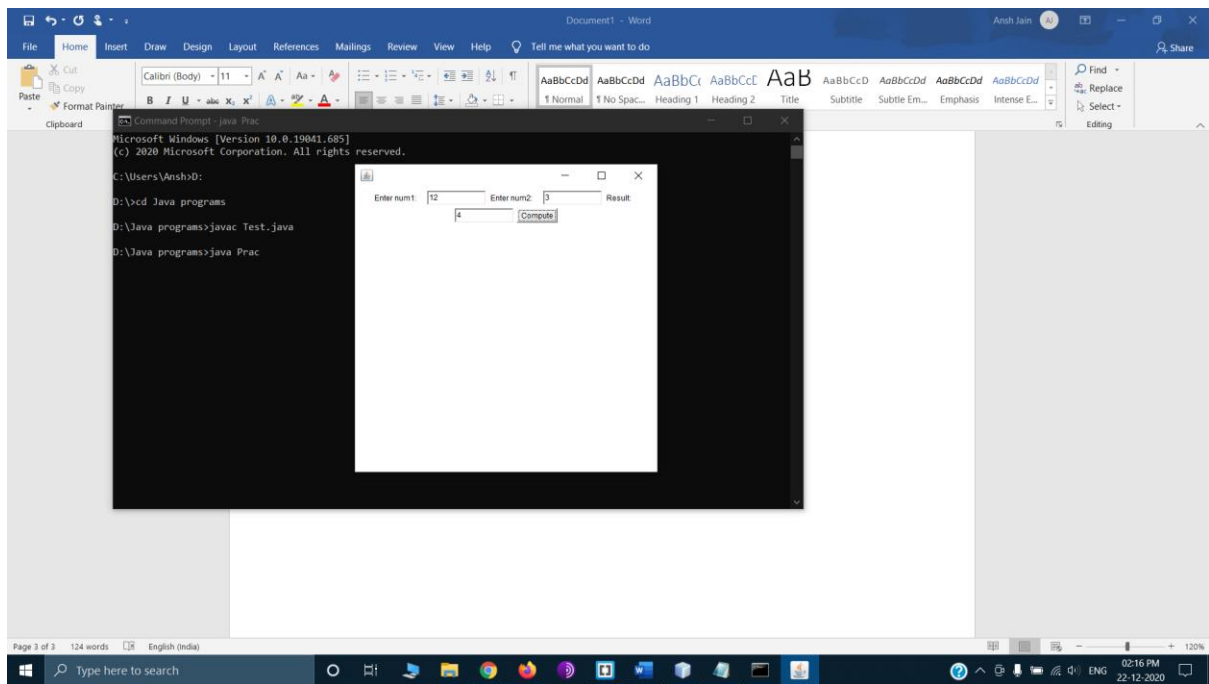 Document1 - Word
Ansh Jain AJ
File Home Insert Draw Design Layout References Mailings Review View Help Tell me what you want to do
Share
Paste
Cut
Copy
Format Painter
Clipboard
Calibri (Body) 11
AaBbCcDd AaBbCcDd AaBbCc AaBbCcE AaB AaBbCcD AaBbCcDd AaBbCcDd AaBbCcDd
¶ Normal ¶ No Spac... Heading 1 Heading 2 Title Subtitle Subtle Em... Emphasis Intense E...
Find
Replace
Select
Editing
Command Prompt - java Prac
Microsoft Windows [Version 10.0.19041.685]
(c) 2020 Microsoft Corporation. All rights reserved.
C:\Users\Ansh>D:
D:\>cd Java programs
D:\Java programs>javac Test.java
D:\Java programs>java Prac
Enter num1: 12 Enter num2: 3 Result:
4 Compute
Page 3 of 3 124 words English (India)
120%
Type here to search
ENG
02:16 PM
22-12-2020